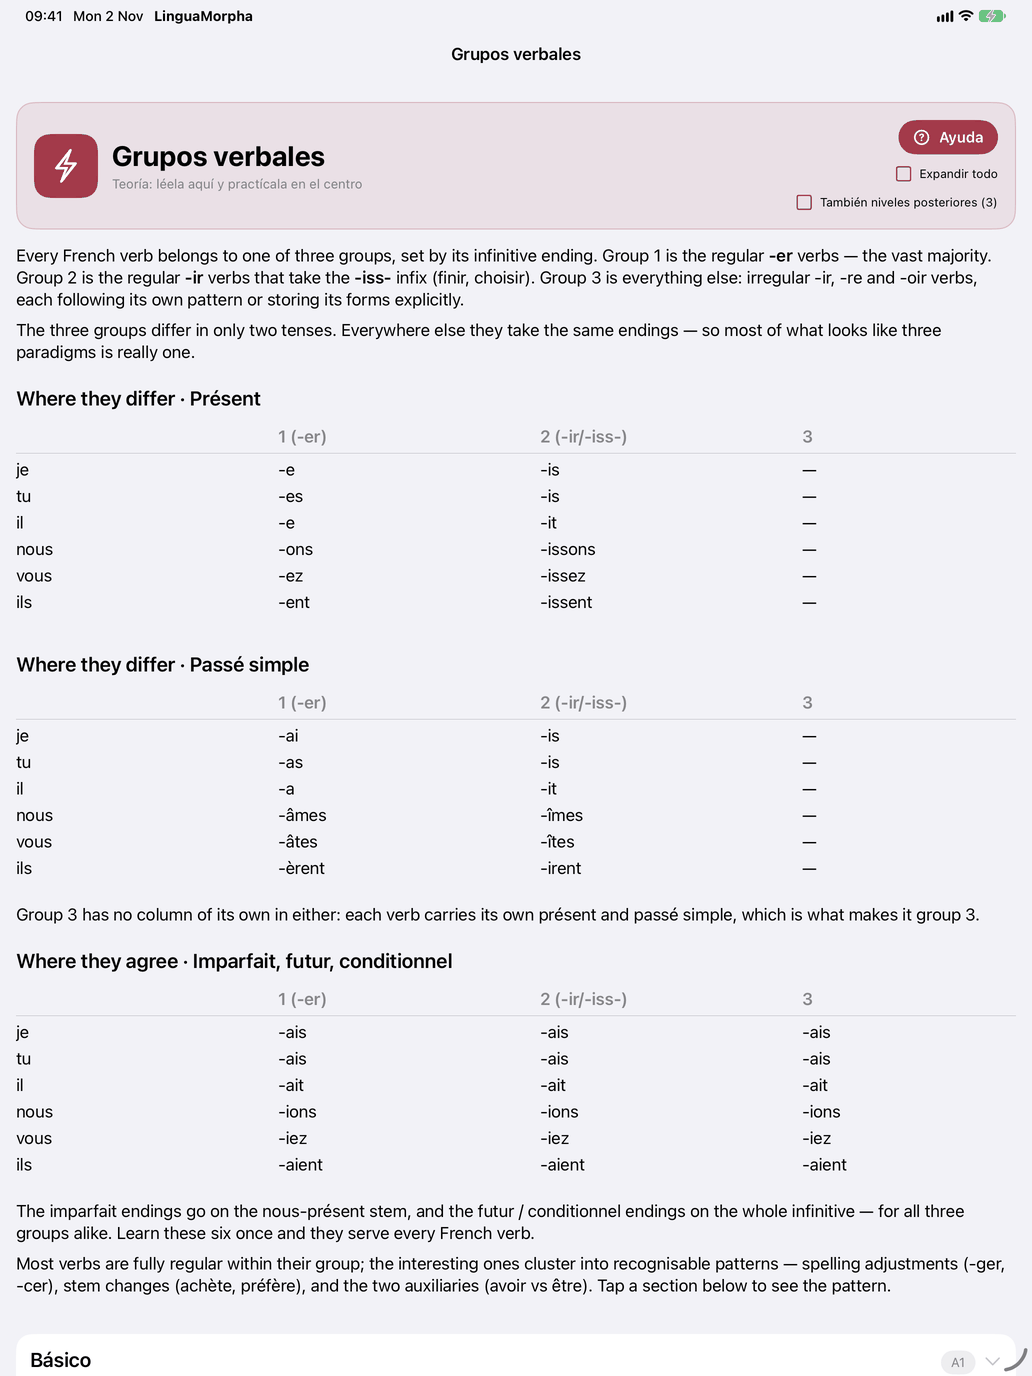 09:41 Mon 2 Nov LinguaMorpha
Grupos verbales
Grupos verbales
Teoría: léela aquí y practícala en el centro
Ayuda
Expandir todo
También niveles posteriores (3)
Every French verb belongs to one of three groups, set by its infinitive ending. Group 1 is the regular -er verbs — the vast majority.
Group 2 is the regular -ir verbs that take the -iss- infix (finir, choisir). Group 3 is everything else: irregular -ir, -re and -oir verbs,
each following its own pattern or storing its forms explicitly.
The three groups differ in only two tenses. Everywhere else they take the same endings — so most of what looks like three
paradigms is really one.
Where they differ · Présent
1 (-er) 2 (-ir/-iss-) 3
je -e -is —
tu -es -is —
il -e -it —
nous -ons -issons —
vous -ez -issez —
ils -ent -issent —
Where they differ · Passé simple
1 (-er) 2 (-ir/-iss-) 3
je -ai -is —
tu -as -is —
il -a -it —
nous -âmes -îmes —
vous -âtes -îtes —
ils -èrent -irent —
Group 3 has no column of its own in either: each verb carries its own présent and passé simple, which is what makes it group 3.
Where they agree · Imparfait, futur, conditionnel
1 (-er) 2 (-ir/-iss-) 3
je -ais -ais -ais
tu -ais -ais -ais
il -ait -ait -ait
nous -ions -ions -ions
vous -iez -iez -iez
ils -aient -aient -aient
The imparfait endings go on the nous-présent stem, and the futur / conditionnel endings on the whole infinitive — for all three
groups alike. Learn these six once and they serve every French verb.
Most verbs are fully regular within their group; the interesting ones cluster into recognisable patterns — spelling adjustments (-ger,
-cer), stem changes (achète, préfère), and the two auxiliaries (avoir vs être). Tap a section below to see the pattern.
Básico A1